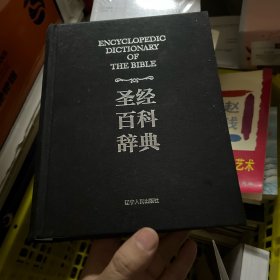 ENCYCLOPEDIC
DICTIONARY
OF
THE BIBLE
圣经
百科
辞典
辽宁人民出版社
艺术